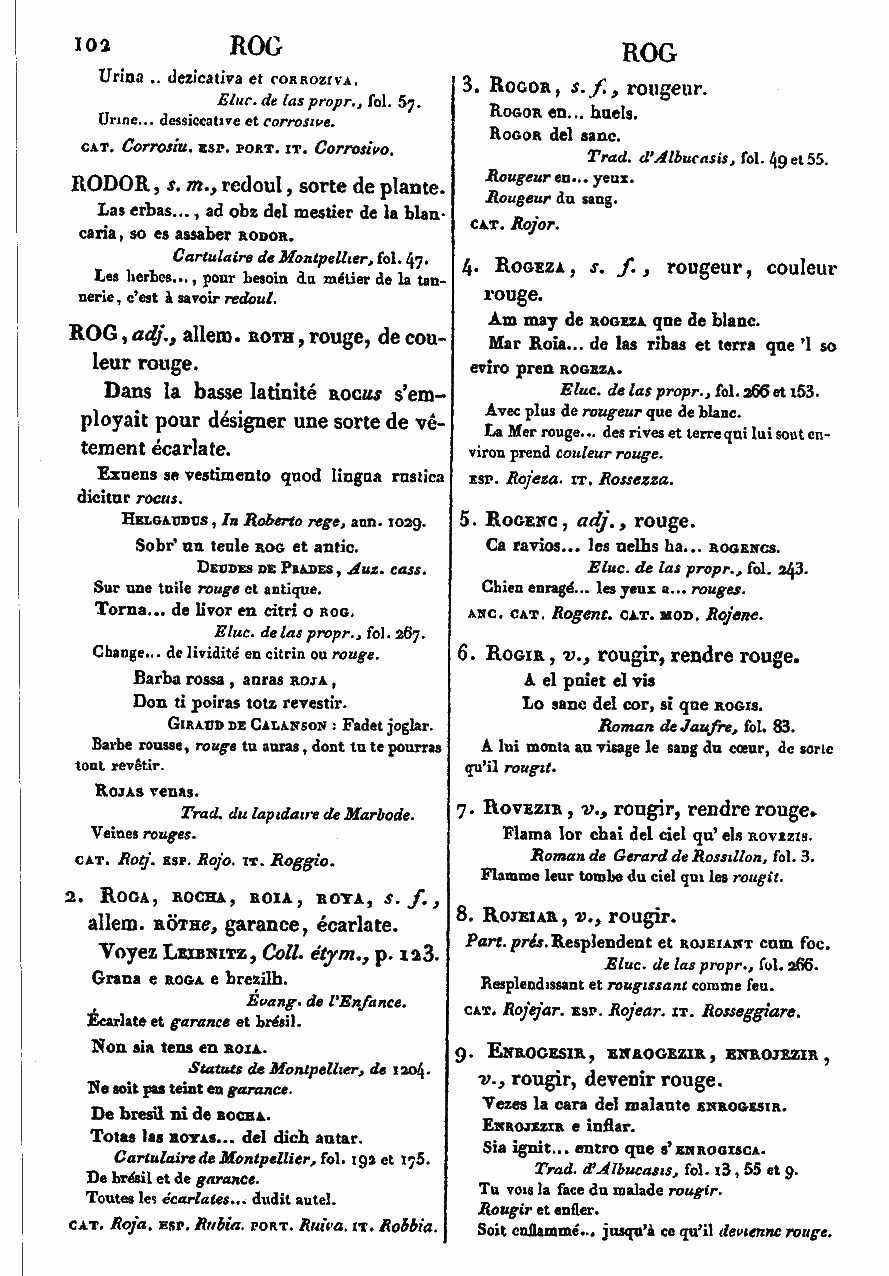 102 ROG
ROG
Urina .. dezicativa et CORROZIVA.
Eluc. de las propr., fol. 57.
Urine... dessiccative et corrosive.
CAT. Corrosiu. ESP. PORT. IT. Corrosivo.
RODOR, s. m., redoul, sorte de plante.
Las erbas..., ad obz del mestier de la blan-
caria, so es assaber RODOR.
Cartulaire de Montpellier, fol. 47.
Les herbes..., pour besoin du métier de la tan-
nerie, c'est à savoir redoul.
ROG, adj., allem. ROTH, rouge, de cou-
leur rouge.
Dans la basse latinité ROCUS s'em-
ployait pour désigner une sorte de vê-
tement écarlate.
Exuens se vestimento quod lingua rustica
dicitur rocus.
HELGAUDUS, In Roberto rege, ann. 1029.
Sobr' un teule ROG et antic.
DEUDES DE PRADES, Auz. cass.
Sur une tuile rouge et antique.
Torna... de livor en citri o ROG.
Eluc. de las propr., fol. 267.
Change... de lividité en citrin ou rouge.
Barba rossa, auras ROJA,
Don ti poiras totz revestir.
GIRAUD DE CALANSON : Fadet joglar.
Barbe rousse, rouge tu auras, dont tu te pourras
tout revêtir.
ROJAS venas.
Trad. du lapidaire de Marbode.
Veines rouges.
CAT. Rotj. ESP. Rojo. IT. Roggio.
2. ROGA, ROCHA, ROIA, ROYA, s. f.,
allem. RÖTHe, garance, écarlate.
Voyez LEIBNITZ, Coll. étym., p. 123.
Grana e ROGA e brezilh.
Évang. de l'Enfance.
Écarlate et garance et brésil.
Non sia tens en ROIA.
Statuts de Montpellier, de 1204.
Ne soit pas teint en garance.
De bresil ni de ROCHA.
Totas las ROYAS... del dich autar.
Cartulaire de Montpellier, fol. 192 et 175.
De brésil et de garance.
Toutes les écarlates... dudit autel.
CAT. Roja. ESP. Rubia. PORT. Ruiva. IT. Robbia.
3. ROGOR, s. f., rougeur.
ROGOR en... huels.
ROGOR del sanc.
Trad. d'Albucasis, fol. 49 et 55.
Rougeur en... yeux.
Rougeur du sang.
CAT. Rojor.
4. ROGEZA, s. f., rougeur, couleur
rouge.
Am may de ROGEZA que de blanc.
Mar Roia... de las ribas et terra que 'l so
eviro pren ROGEZA.
Eluc. de las propr., fol. 266 et 153.
Avec plus de rougeur que de blanc.
La Mer rouge... des rives et terre qui lui sont en-
viron prend couleur rouge.
ESP. Rojeza. IT. Rossezza.
5. ROGENC, adj., rouge.
Ca ravios... les uelhs ha... ROGENCS.
Eluc. de las propr., fol. 243.
Chien enragé... les yeux a... rouges.
ANC. CAT. Rogent. CAT. MOD. Rojenc.
6. ROGIR, v., rougir, rendre rouge.
A el puiet el vis
Lo sanc del cor, si que ROGIS.
Roman de Jaufre, fol. 83.
A lui monta au visage le sang du cœur, de sorte
qu'il rougit.
7. ROVEZIR, v., rougir, rendre rouge.
Flama lor chai del ciel qu' els ROVEZIS.
Roman de Gerard de Rossillon, fol. 3.
Flamme leur tombe du ciel qui les rougit.
8. ROJEIAR, v., rougir.
Part. prés. Resplendent et ROJEIANT cum foc.
Eluc. de las propr., fol. 266.
Resplendissant et rougissant comme feu.
CAT. Rojejar. ESP. Rojear. IT. Rosseggiare.
9. ENROGESIR, ENROGEZIR, ENROJEZIR,
v., rougir, devenir rouge.
Vezes la cara del malaute ENROGESIR.
ENROJEZIR e inflar.
Sia ignit... entro que s' ENROGISCA.
Trad. d'Albucasis, fol. 13, 55 et 9.
Tu vois la face du malade rougir.
Rougir et enfler.
Soit enflammé... jusqu'à ce qu'il devienne rouge.